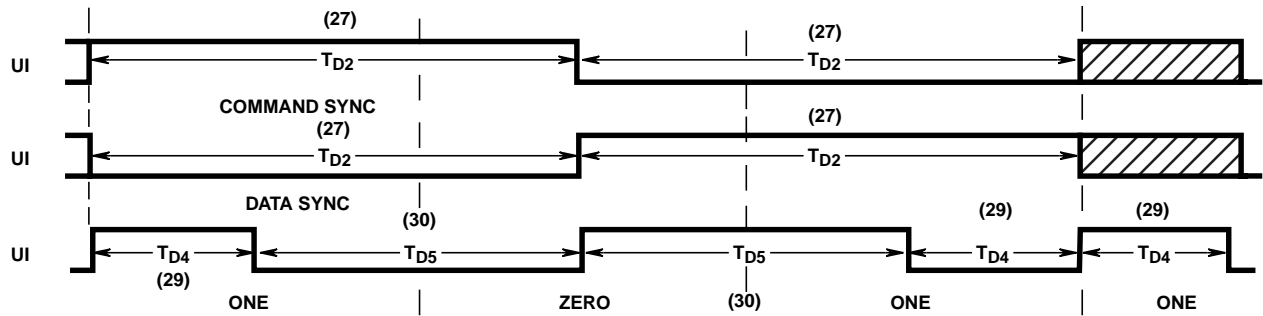 (27) (27)
UI TD2 TD2
COMMAND SYNC
(27) (27)
UI TD2 TD2
DATA SYNC
(30) (29) (29)
UI TD4 TD5 TD5 TD4 TD4
(29) (30)
ONE ZERO ONE ONE